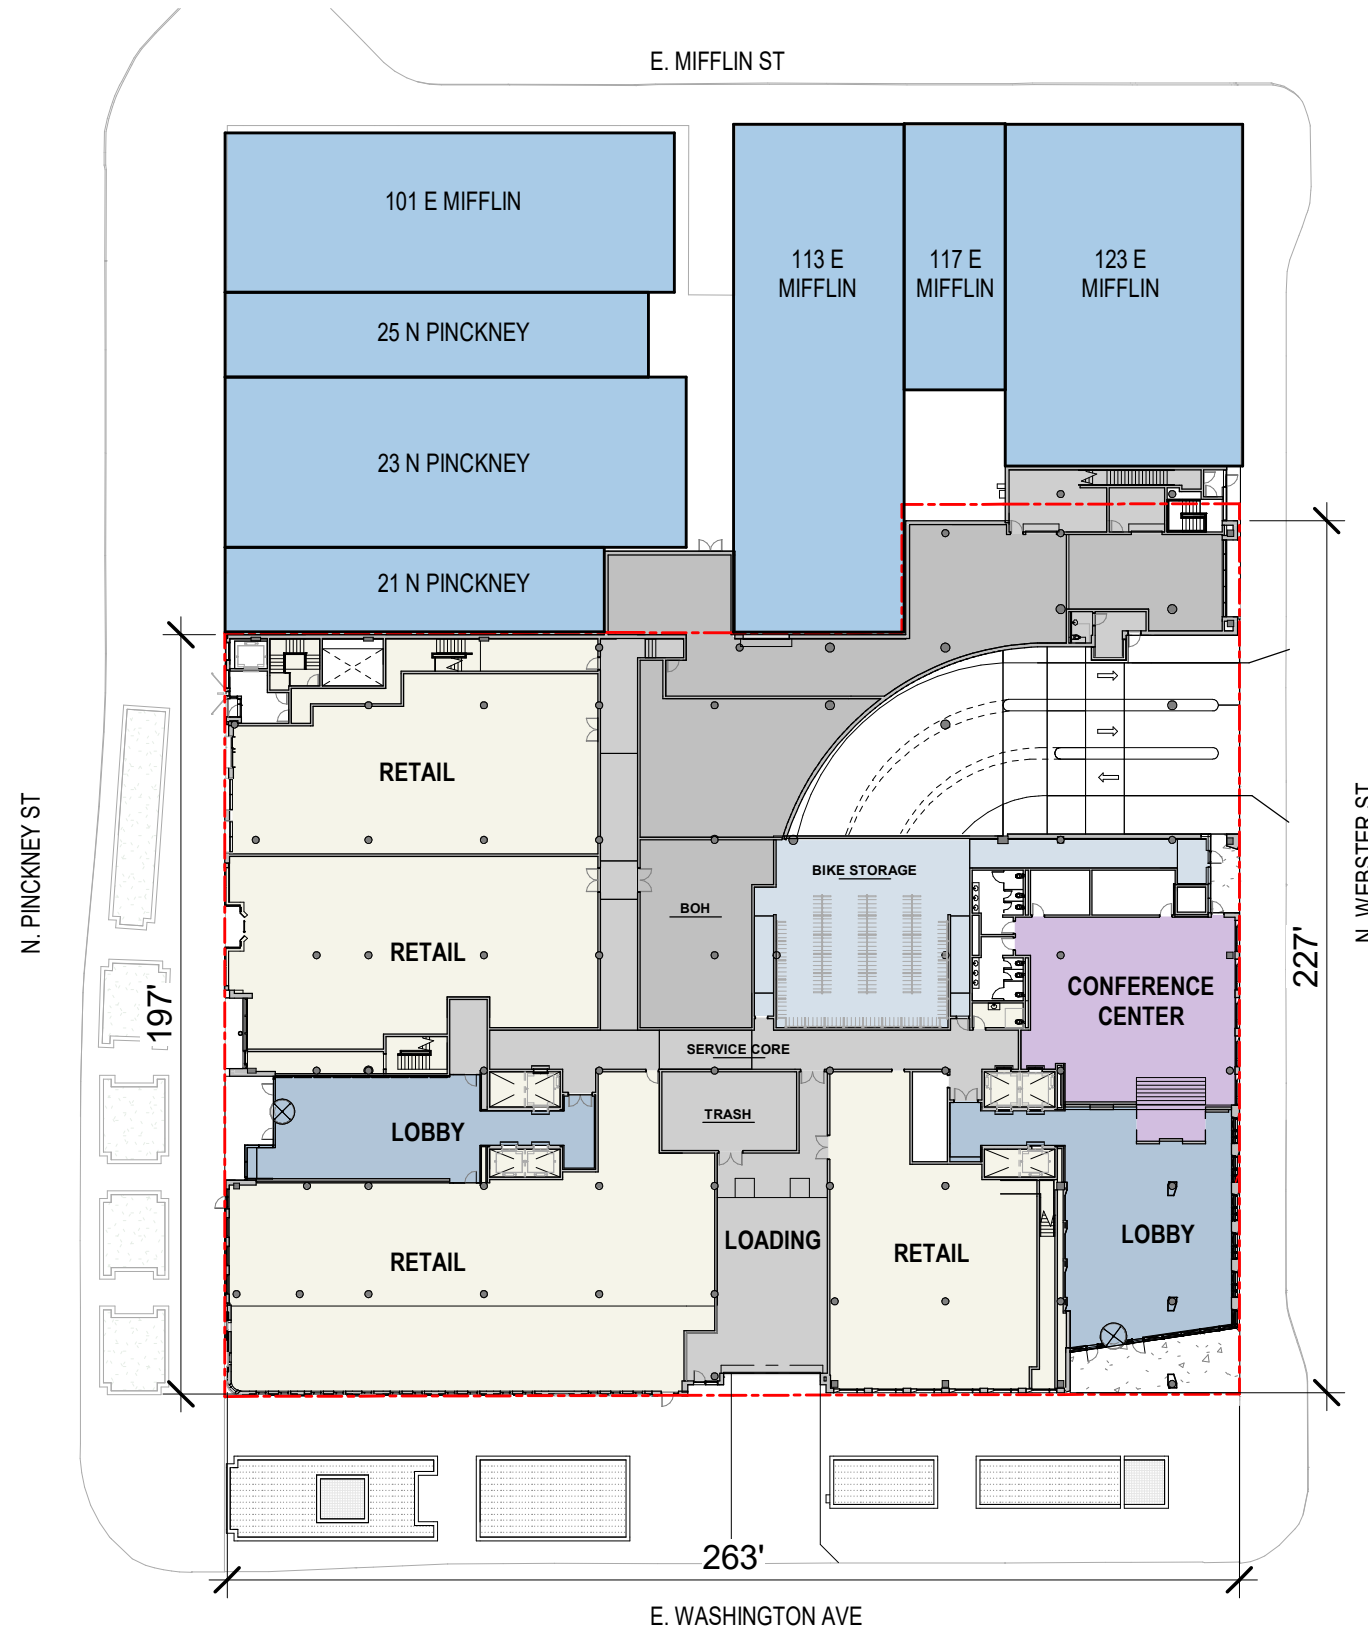 E. MIFFLIN ST
101 E MIFFLIN
113 E
MIFFLIN
117 E
MIFFLIN
123 E
MIFFLIN
25 N PINCKNEY
23 N PINCKNEY
21 N PINCKNEY
N. PINCKNEY ST
N. WEBSTER ST
197'
227'
RETAIL
BIKE STORAGE
BOH
RETAIL
CONFERENCE
CENTER
SERVICE CORE
TRASH
LOBBY
LOADING
RETAIL
RETAIL
LOBBY
263'
E. WASHINGTON AVE